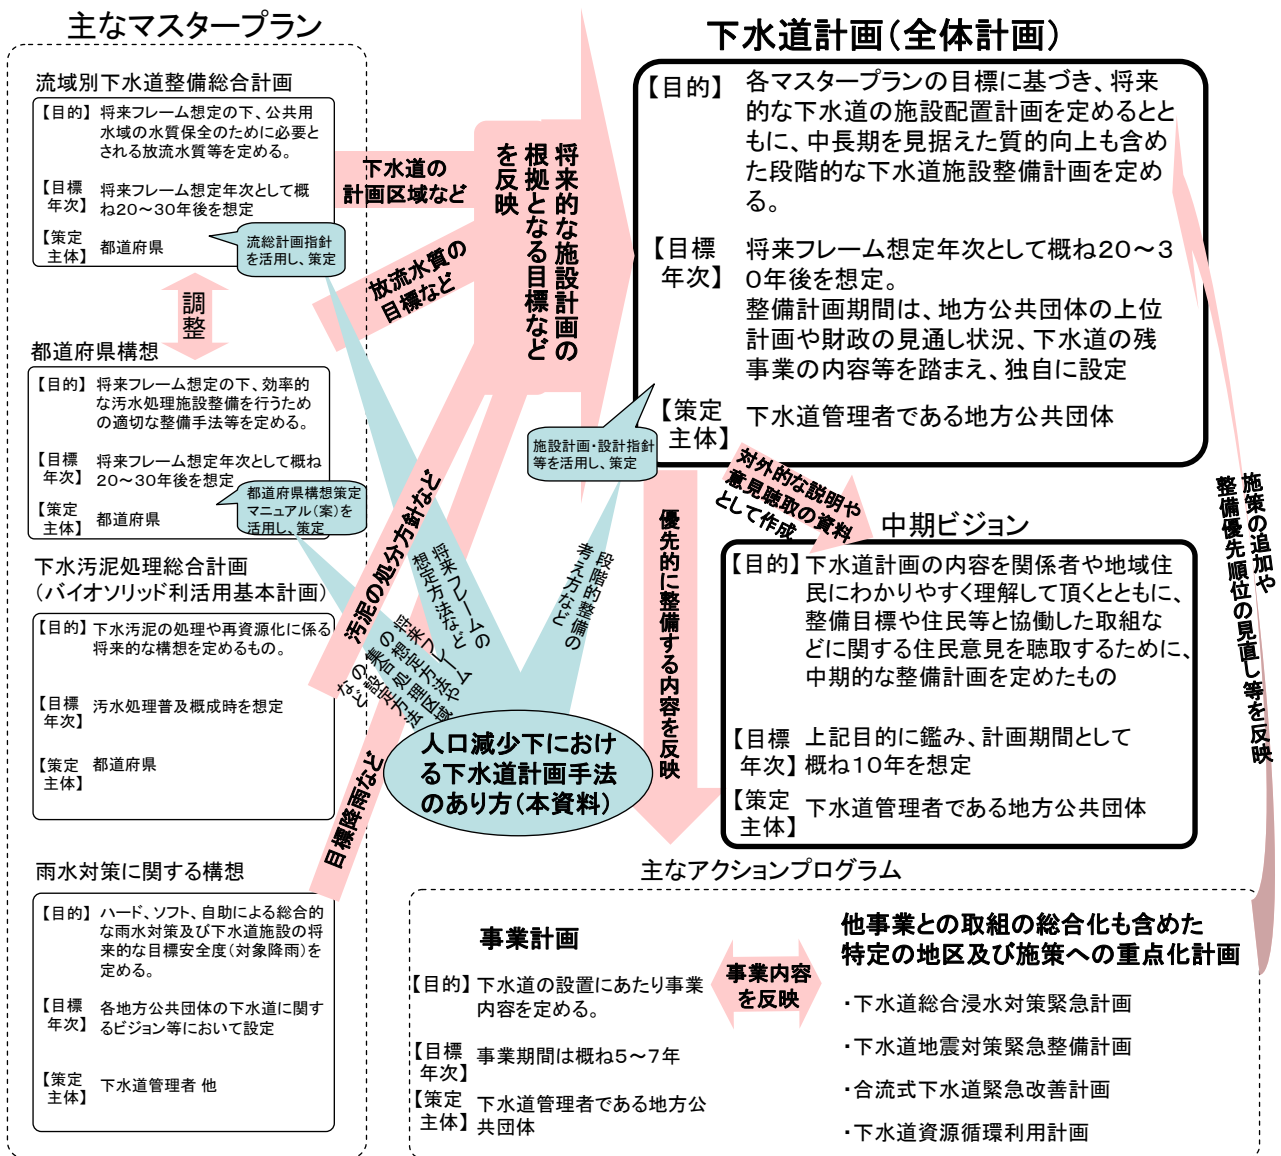 主なマスタープラン
流域別下水道整備総合計画
【目的】 将来フレーム想定の下、公共用
水域の水質保全のために必要と
される放流水質等を定める。
【目標
年次】 将来フレーム想定年次として概
ね20～30年後を想定
【策定
主体】 都道府県
流総計画指針
を活用し、策定
調整
都道府県構想
【目的】 将来フレーム想定の下、効率的
な汚水処理施設整備を行うため
の適切な整備手法等を定める。
【目標
年次】 将来フレーム想定年次として概ね
20～30年後を想定
【策定
主体】 都道府県
都道府県構想策定
マニュアル(案)を
活用し、策定
下水汚泥処理総合計画
(バイオソリッド利活用基本計画)
【目的】 下水汚泥の処理や再資源化に係る
将来的な構想を定めるもの。
【目標
年次】 汚水処理普及概成時を想定
【策定
主体】 都道府県
雨水対策に関する構想
【目的】 ハード、ソフト、自助による総合的
な雨水対策及び下水道施設の将
来的な目標安全度(対象降雨)を
定める。
【目標
年次】 各地方公共団体の下水道に関す
るビジョン等において設定
【策定
主体】 下水道管理者 他
下水道の
計画区域など
放流水質の
目標など
汚泥の処分方針など
目標降雨など
将来的な施設計画の
根拠となる目標など
を反映
将来フレームの
想定方法など
将来フレーム
の想定方法や
集合処理区域
の設定方法
など
段階的整備の
考え方など
人口減少下におけ
る下水道計画手法
のあり方(本資料)
下水道計画(全体計画)
【目的】 各マスタープランの目標に基づき、将来
的な下水道の施設配置計画を定めるとと
もに、中長期を見据えた質的向上も含め
た段階的な下水道施設整備計画を定め
る。
【目標
年次】 将来フレーム想定年次として概ね20～3
0年後を想定。
整備計画期間は、地方公共団体の上位
計画や財政の見通し状況、下水道の残
事業の内容等を踏まえ、独自に設定
【策定
主体】 下水道管理者である地方公共団体
施設計画・設計指針
等を活用し、策定
対外的な説明や
意見聴取の資料
として作成
優先的に整備する内容を反映
中期ビジョン
【目的】 下水道計画の内容を関係者や地域住
民にわかりやすく理解して頂くとともに、
整備目標や住民等と協働した取組な
どに関する住民意見を聴取するために、
中期的な整備計画を定めたもの
【目標
年次】 上記目的に鑑み、計画期間として
概ね10年を想定
【策定
主体】 下水道管理者である地方公共団体
施策の追加や
整備優先順位の見直し等を反映
主なアクションプログラム
事業計画
【目的】 下水道の設置にあたり事業
内容を定める。
【目標
年次】 事業期間は概ね5～7年
【策定
主体】 下水道管理者である地方公
共団体
事業内容
を反映
他事業との取組の総合化も含めた
特定の地区及び施策への重点化計画
・下水道総合浸水対策緊急計画
・下水道地震対策緊急整備計画
・合流式下水道緊急改善計画
・下水道資源循環利用計画